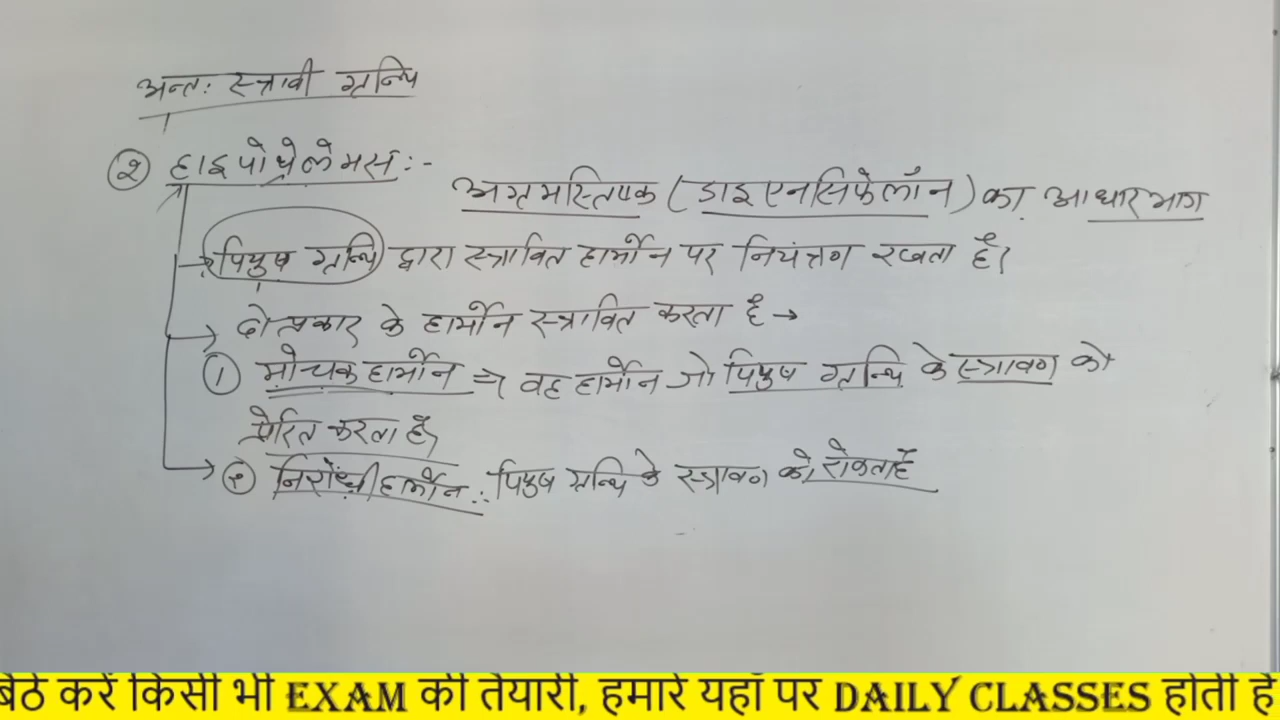 अन्तः स्त्रावी ग्रन्थि
② हाइपोथैलेमस :-
अग्रमस्तिष्क (डाइएनसिफेलॉन) का आधार भाग
→ पियुष ग्रन्थि द्वारा स्त्रावित हार्मोन पर नियंत्रण रखता है।
→ दो प्रकार के हार्मोन स्त्रावित करता है →
① मोचक हार्मोन ⇒ वह हार्मोन जो पियुष ग्रन्थि के स्त्रावण को
प्रेरित करता है,
→ ② निरोधी हार्मोन :. पियुष ग्रन्थि के स्त्रावण को रोकता है
बैठे करें किसी भी EXAM की तैयारी, हमारे यहाँ पर DAILY CLASSES होती है